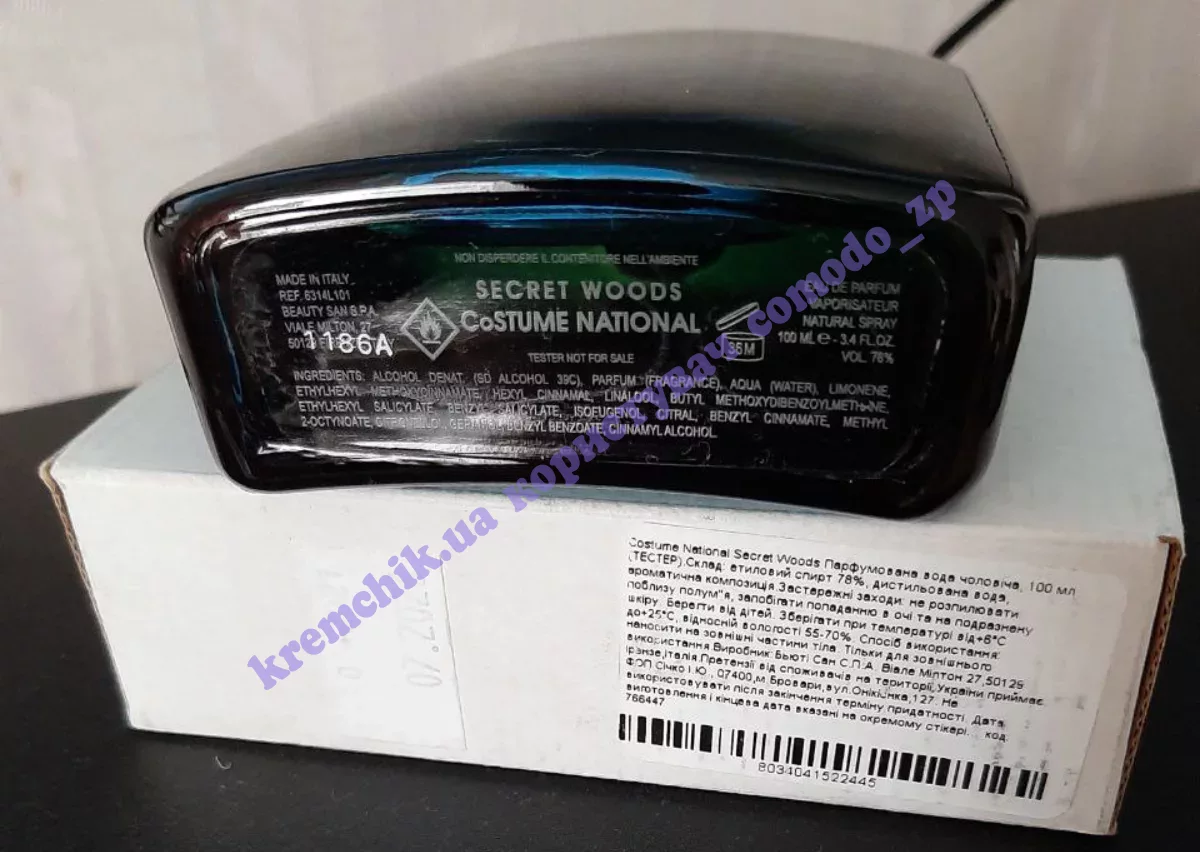 NON DISPERDERE IL CONTENITORE NELL'AMBIENTE
MADE IN ITALY
REF. 6314L101
BEAUTY SAN S.P.A.
VIALE MILTON, 27
1186A
SECRET WOODS
CoSTUME NATIONAL
TESTER NOT FOR SALE
36M
EAU DE PARFUM
VAPORISATEUR
NATURAL SPRAY
100 ML e - 3.4 FL.OZ.
VOL. 78%
INGREDIENTS: ALCOHOL DENAT. (SD ALCOHOL 39C), PARFUM (FRAGRANCE), AQUA (WATER), LIMONENE,
ETHYLHEXYL METHOXYCINNAMATE, HEXYL CINNAMAL, LINALOOL, BUTYL METHOXYDIBENZOYLMETHANE,
ETHYLHEXYL SALICYLATE, BENZYL SALICYLATE, ISOEUGENOL, CITRAL, BENZYL CINNAMATE, METHYL
2-OCTYNOATE, BENZYL BENZOATE, CINNAMYL ALCOHOL.
kremchik.ua користувач comodo_zp
Costume National Secret Woods Парфумована вода чоловіча, 100 мл
(ТЕСТЕР).Склад: етиловий спирт 78%, дистильована вода,
ароматична композиція.Застережні заходи: не розпилювати
поблизу полум"я, запобігати попаданню в очі та на подразнену
шкіру. Берегти від дітей. Зберігати при температурі від+6°C
до+25°C, відносній вологості 55-70%. Спосіб використання:
наносити на зовнішні частини тіла. Тільки для зовнішнього
використання.Виробник: Бьюті Сан С.П.А. Віале Мілтон 27,50129
Італія.Претензії від споживачів на території України приймає
ФОП Січко І.Ю., 07400,м.Бровари,вул. 127. Не
використовувати після закінчення терміну придатності. Дата
виготовлення і кінцева дата вказані на окремому стікері. код
766447
8034041522445